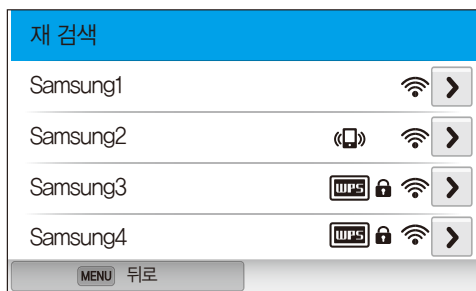 재 검색
Samsung1
Samsung2
Samsung3 WPS
Samsung4 WPS
MENU 뒤로